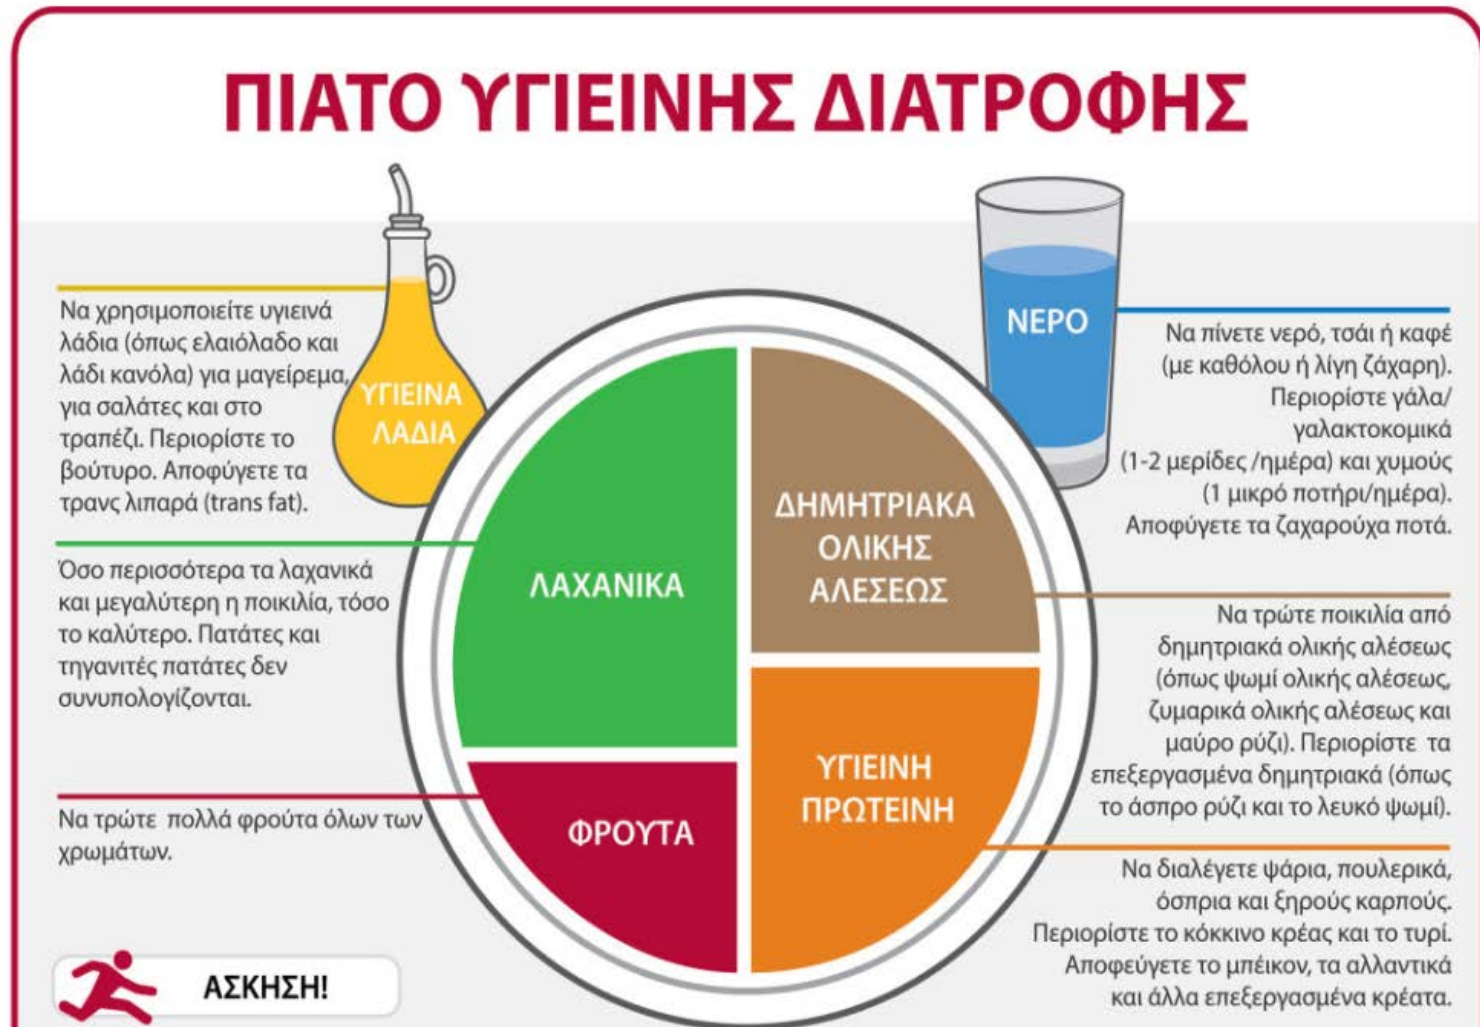 ΠΙΑΤΟ ΥΓΙΕΙΝΗΣ ΔΙΑΤΡΟΦΗΣ
Να χρησιμοποιείτε υγιεινά
λάδια (όπως ελαιόλαδο και
λάδι κανόλα) για μαγείρεμα,
για σαλάτες και στο
τραπέζι. Περιορίστε το
βούτυρο. Αποφύγετε τα
τρανς λιπαρά (trans fat).
ΥΓΙΕΙΝΑ
ΛΑΔΙΑ
ΝΕΡΟ
Να πίνετε νερό, τσάι ή καφέ
(με καθόλου ή λίγη ζάχαρη).
Περιορίστε γάλα/
γαλακτοκομικά
(1-2 μερίδες /ημέρα) και χυμούς
(1 μικρό ποτήρι/ημέρα).
Αποφύγετε τα ζαχαρούχα ποτά.
Όσο περισσότερα τα λαχανικά
και μεγαλύτερη η ποικιλία, τόσο
το καλύτερο. Πατάτες και
τηγανιτές πατάτες δεν
συνυπολογίζονται.
ΛΑΧΑΝΙΚΑ
ΔΗΜΗΤΡΙΑΚΑ
ΟΛΙΚΗΣ
ΑΛΕΣΕΩΣ
Να τρώτε ποικιλία από
δημητριακά ολικής αλέσεως
(όπως ψωμί ολικής αλέσεως,
ζυμαρικά ολικής αλέσεως και
μαύρο ρύζι). Περιορίστε τα
επεξεργασμένα δημητριακά (όπως
το άσπρο ρύζι και το λευκό ψωμί).
Να τρώτε πολλά φρούτα όλων των
χρωμάτων.
ΦΡΟΥΤΑ
ΥΓΙΕΙΝΗ
ΠΡΩΤΕΙΝΗ
Να διαλέγετε ψάρια, πουλερικά,
όσπρια και ξηρούς καρπούς.
Περιορίστε το κόκκινο κρέας και το τυρί.
Αποφεύγετε το μπέικον, τα αλλαντικά
και άλλα επεξεργασμένα κρέατα.
ΑΣΚΗΣΗ!